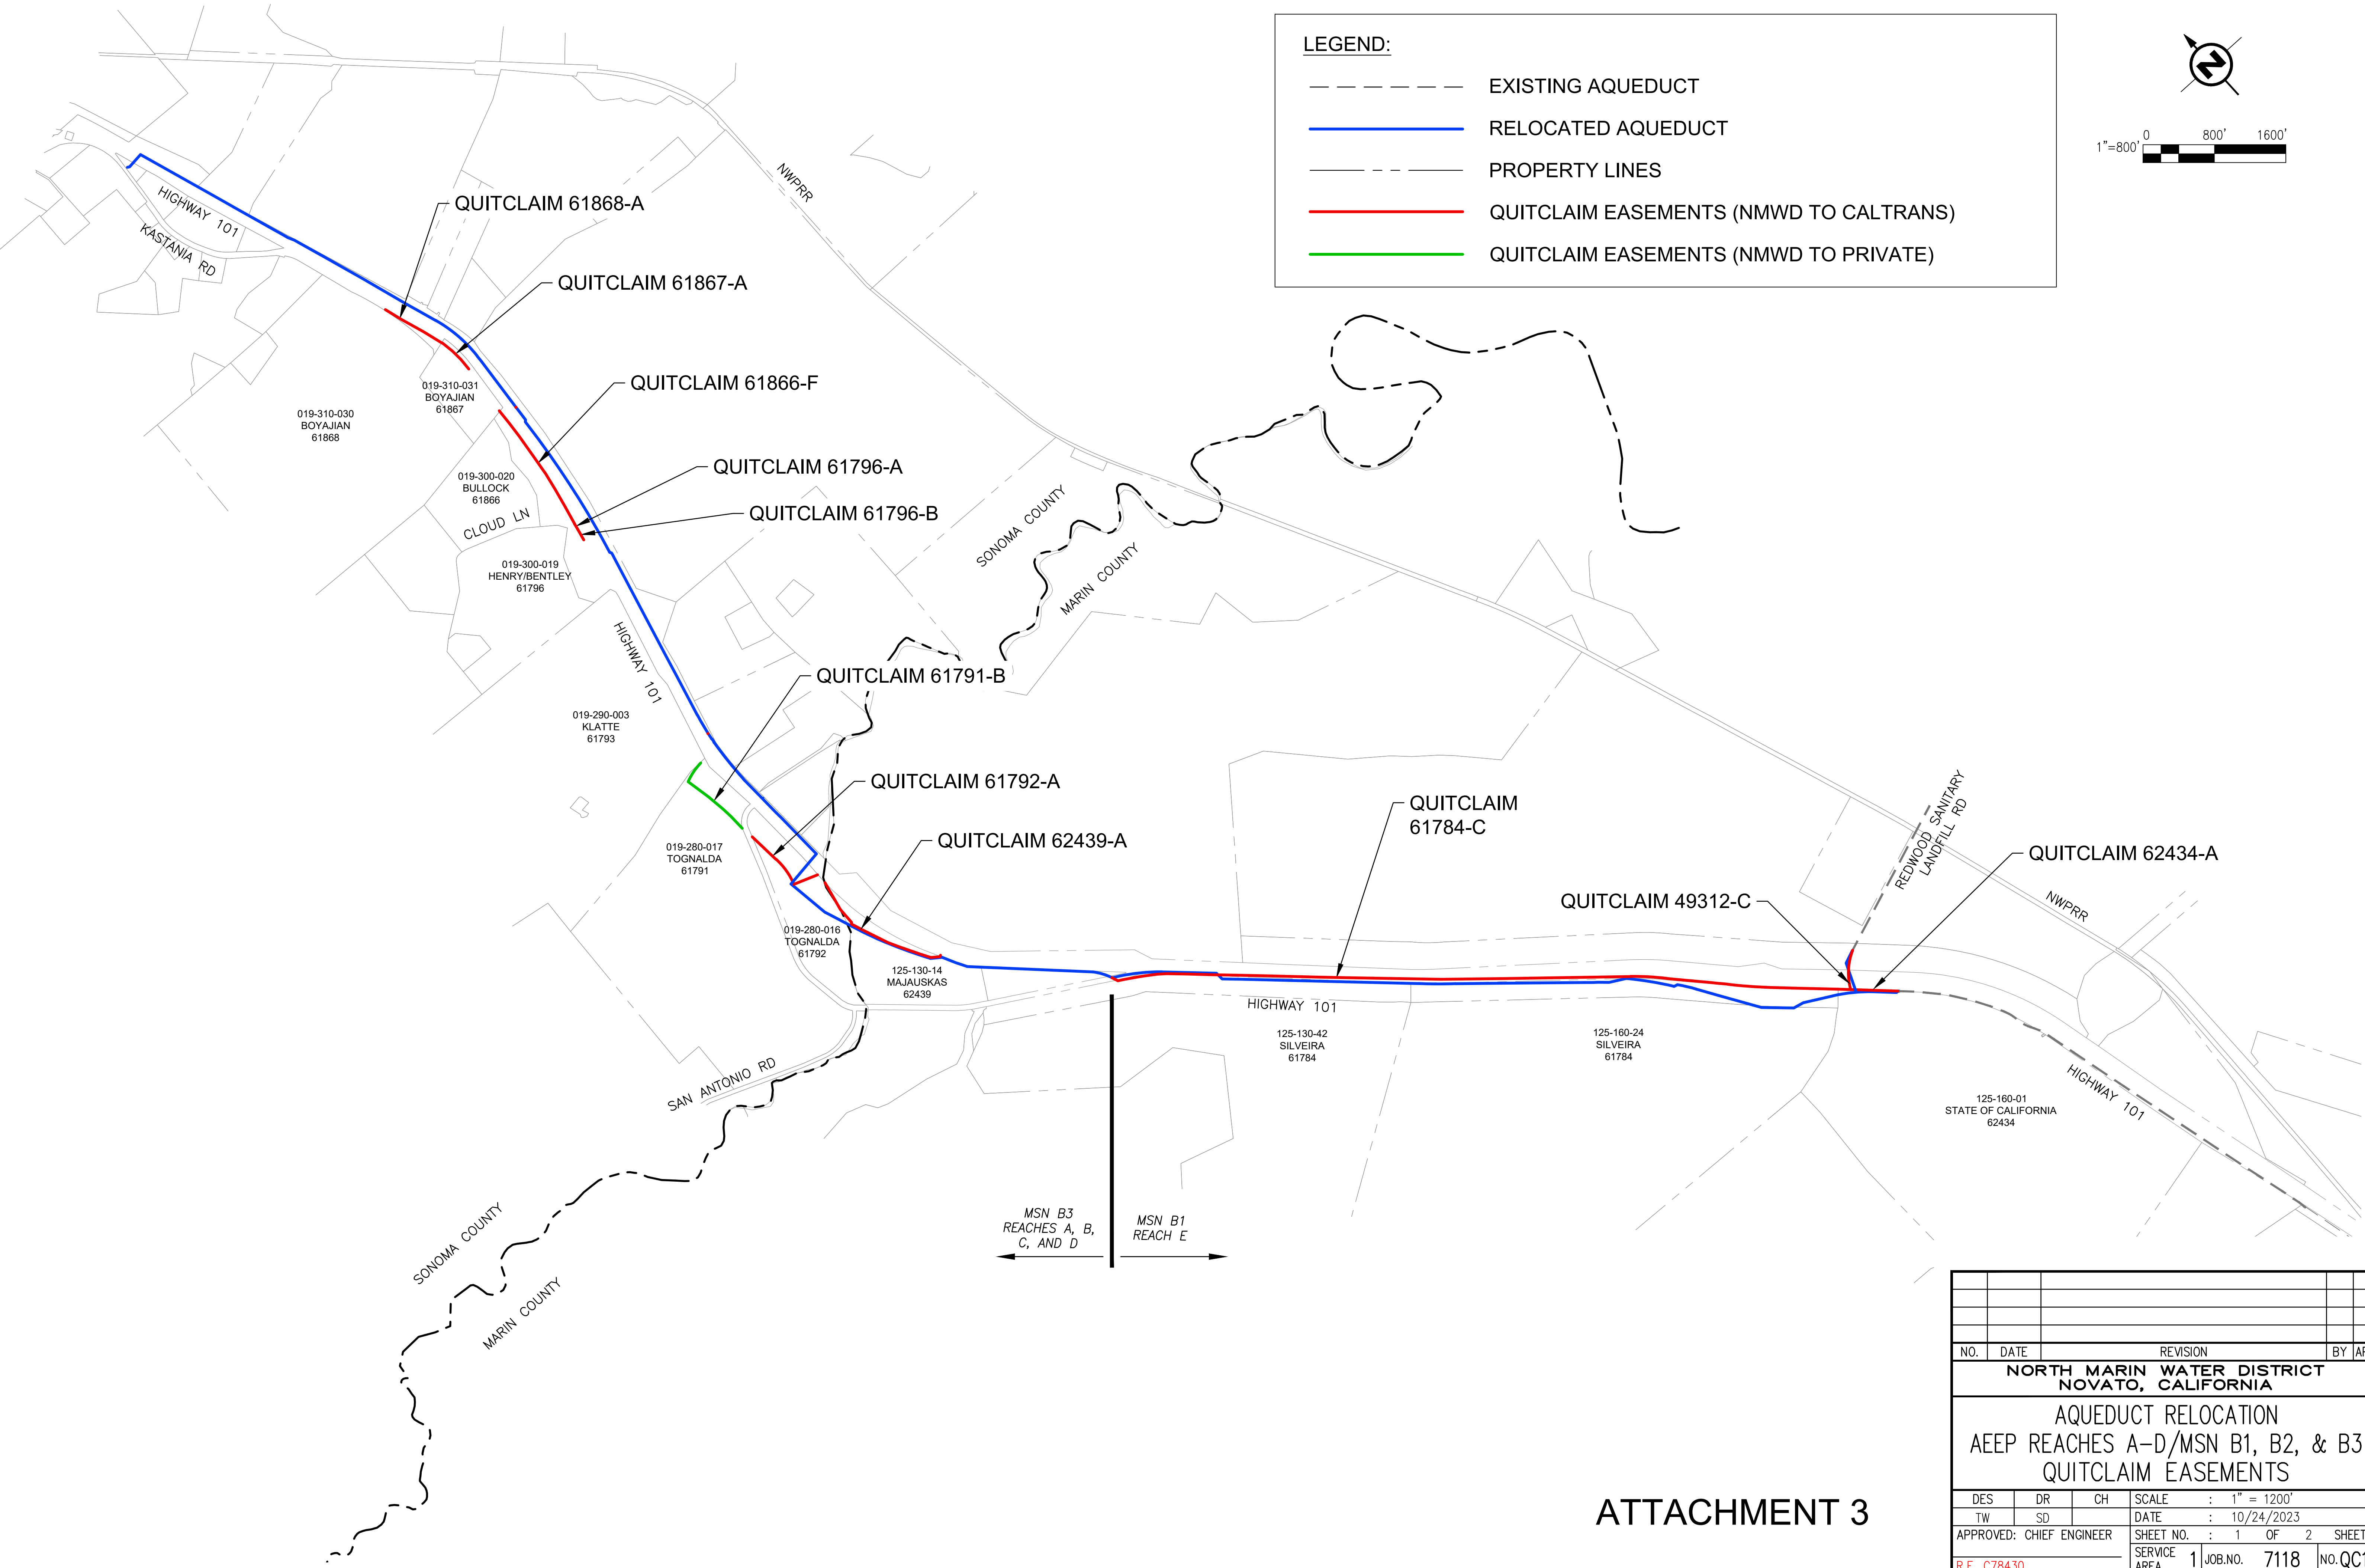 LEGEND:
EXISTING AQUEDUCT
RELOCATED AQUEDUCT
PROPERTY LINES
QUITCLAIM EASEMENTS (NMWD TO CALTRANS)
QUITCLAIM EASEMENTS (NMWD TO PRIVATE)
N
0 800' 1600'
1"=800'
NWPRR
HIGHWAY 101
KASTANIA RD
QUITCLAIM 61868-A
QUITCLAIM 61867-A
QUITCLAIM 61866-F
QUITCLAIM 61796-A
QUITCLAIM 61796-B
019-310-031
BOYAJIAN
61867
019-310-030
BOYAJIAN
61868
019-300-020
BULLOCK
61866
CLOUD LN
019-300-019
HENRY/BENTLEY
61796
SONOMA COUNTY
MARIN COUNTY
HIGHWAY 101
QUITCLAIM 61791-B
019-290-003
KLATTE
61793
QUITCLAIM 61792-A
QUITCLAIM 62439-A
QUITCLAIM
61784-C
REDWOOD SANITARY
LANDFILL RD
QUITCLAIM 62434-A
QUITCLAIM 49312-C
NWPRR
019-280-017
TOGNALDA
61791
019-280-016
TOGNALDA
61792
125-130-14
MAJAUSKAS
62439
HIGHWAY 101
125-130-42
SILVEIRA
61784
125-160-24
SILVEIRA
61784
125-160-01
STATE OF CALIFORNIA
62434
HIGHWAY 101
SAN ANTONIO RD
MSN B3
REACHES A, B,
C, AND D
MSN B1
REACH E
SONOMA COUNTY
MARIN COUNTY
ATTACHMENT 3
NO. DATE REVISION BY
NORTH MARIN WATER DISTRICT
NOVATO, CALIFORNIA
AQUEDUCT RELOCATION
AEEP REACHES A-D/MSN B1, B2, & B3
QUITCLAIM EASEMENTS
DES DR CH SCALE : 1" = 1200'
TW SD DATE : 10/24/2023
APPROVED: CHIEF ENGINEER SHEET NO. : 1 OF 2 SHEET
R.E. C78430
SERVICE
AREA 1 JOB.NO. 7118 NO.